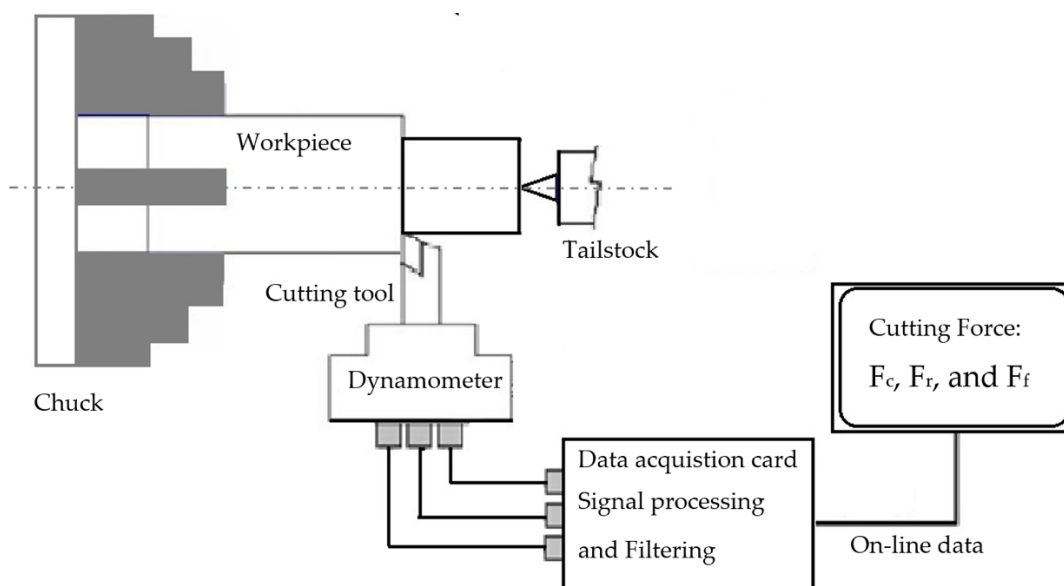 Workpiece
Tailstock
Cutting tool
Cutting Force:
Fc, Fr, and Ff
Dynamometer
Chuck
Data acquistion card
Signal processing
and Filtering
On-line data